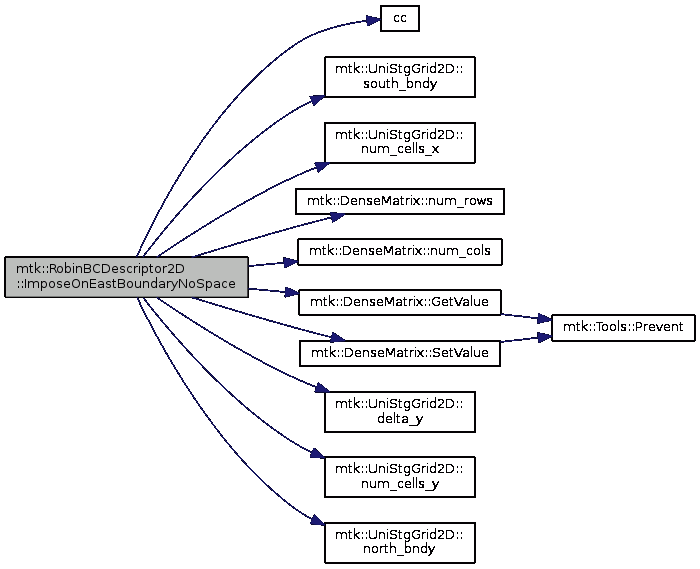 cc
mtk::UniStgGrid2D::
south_bndy
mtk::UniStgGrid2D::
num_cells_x
mtk::DenseMatrix::num_rows
mtk::DenseMatrix::num_cols
mtk::RobinBCDescriptor2D
::ImposeOnEastBoundaryNoSpace
mtk::DenseMatrix::GetValue
mtk::Tools::Prevent
mtk::DenseMatrix::SetValue
mtk::UniStgGrid2D::
delta_y
mtk::UniStgGrid2D::
num_cells_y
mtk::UniStgGrid2D::
north_bndy